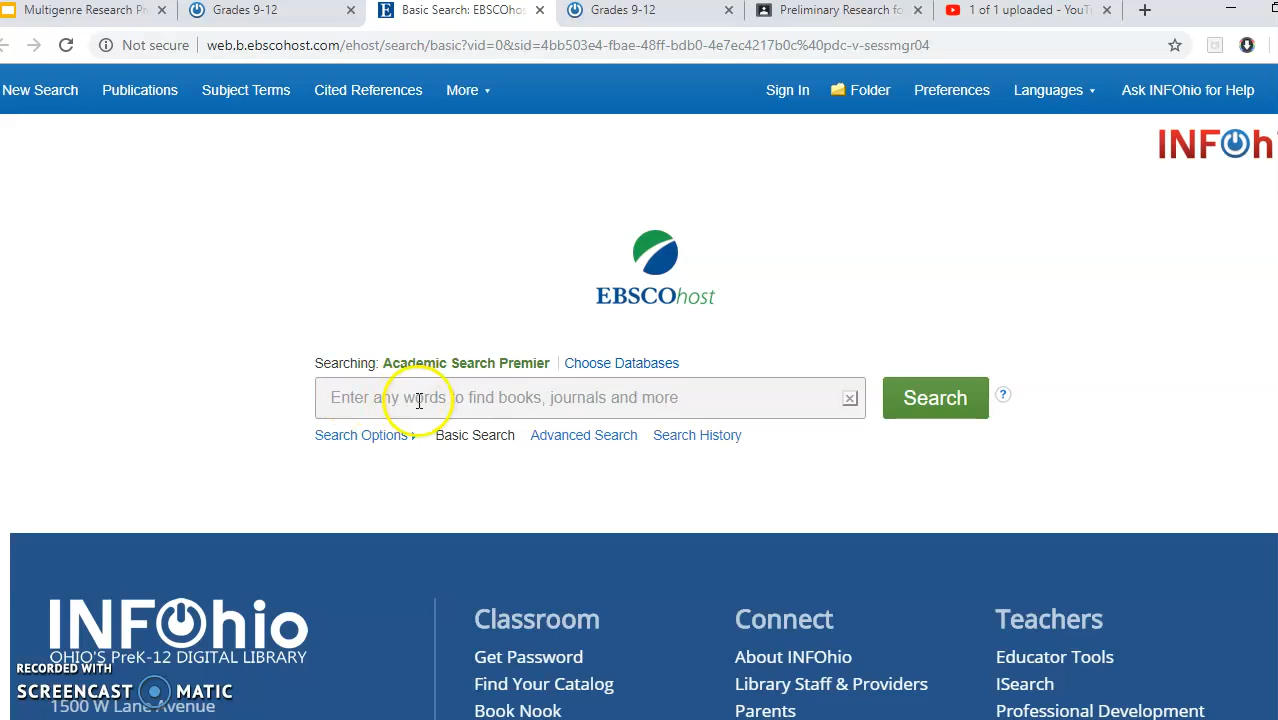 Multigenre Research Pr
Grades 9-12
Basic Search: EBSCOhos
Grades 9-12
Preliminary Research fo
1 of 1 uploaded - YouTu
Not secure
web.b.ebscohost.com/ehost/search/basic?vid=0&sid=4bb503e4-fbae-48ff-bdb0-4e7ec4217b0c%40pdc-v-sessmgr04
New Search Publications Subject Terms Cited References More Sign In Folder Preferences Languages Ask INFOhio for Help
INFOh
EBSCOhost
Searching: Academic Search Premier Choose Databases
Enter any words to find books, journals and more
Search
?
Search Options Basic Search Advanced Search Search History
INFOhio
OHIO'S PreK-12 DIGITAL LIBRARY
1500 W Lane Avenue
RECORDED WITH
SCREENCAST MATIC
Classroom
Get Password
Find Your Catalog
Book Nook
Connect
About INFOhio
Library Staff & Providers
Parents
Teachers
Educator Tools
ISearch
Professional Development